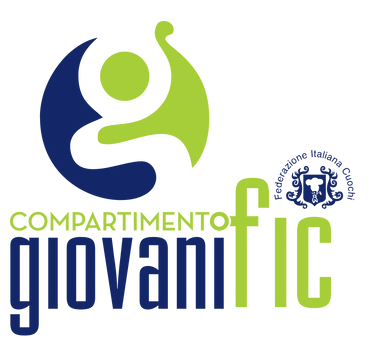 g
Federazione Italiana Cuochi
COMPARTIMENTO
giovani fic